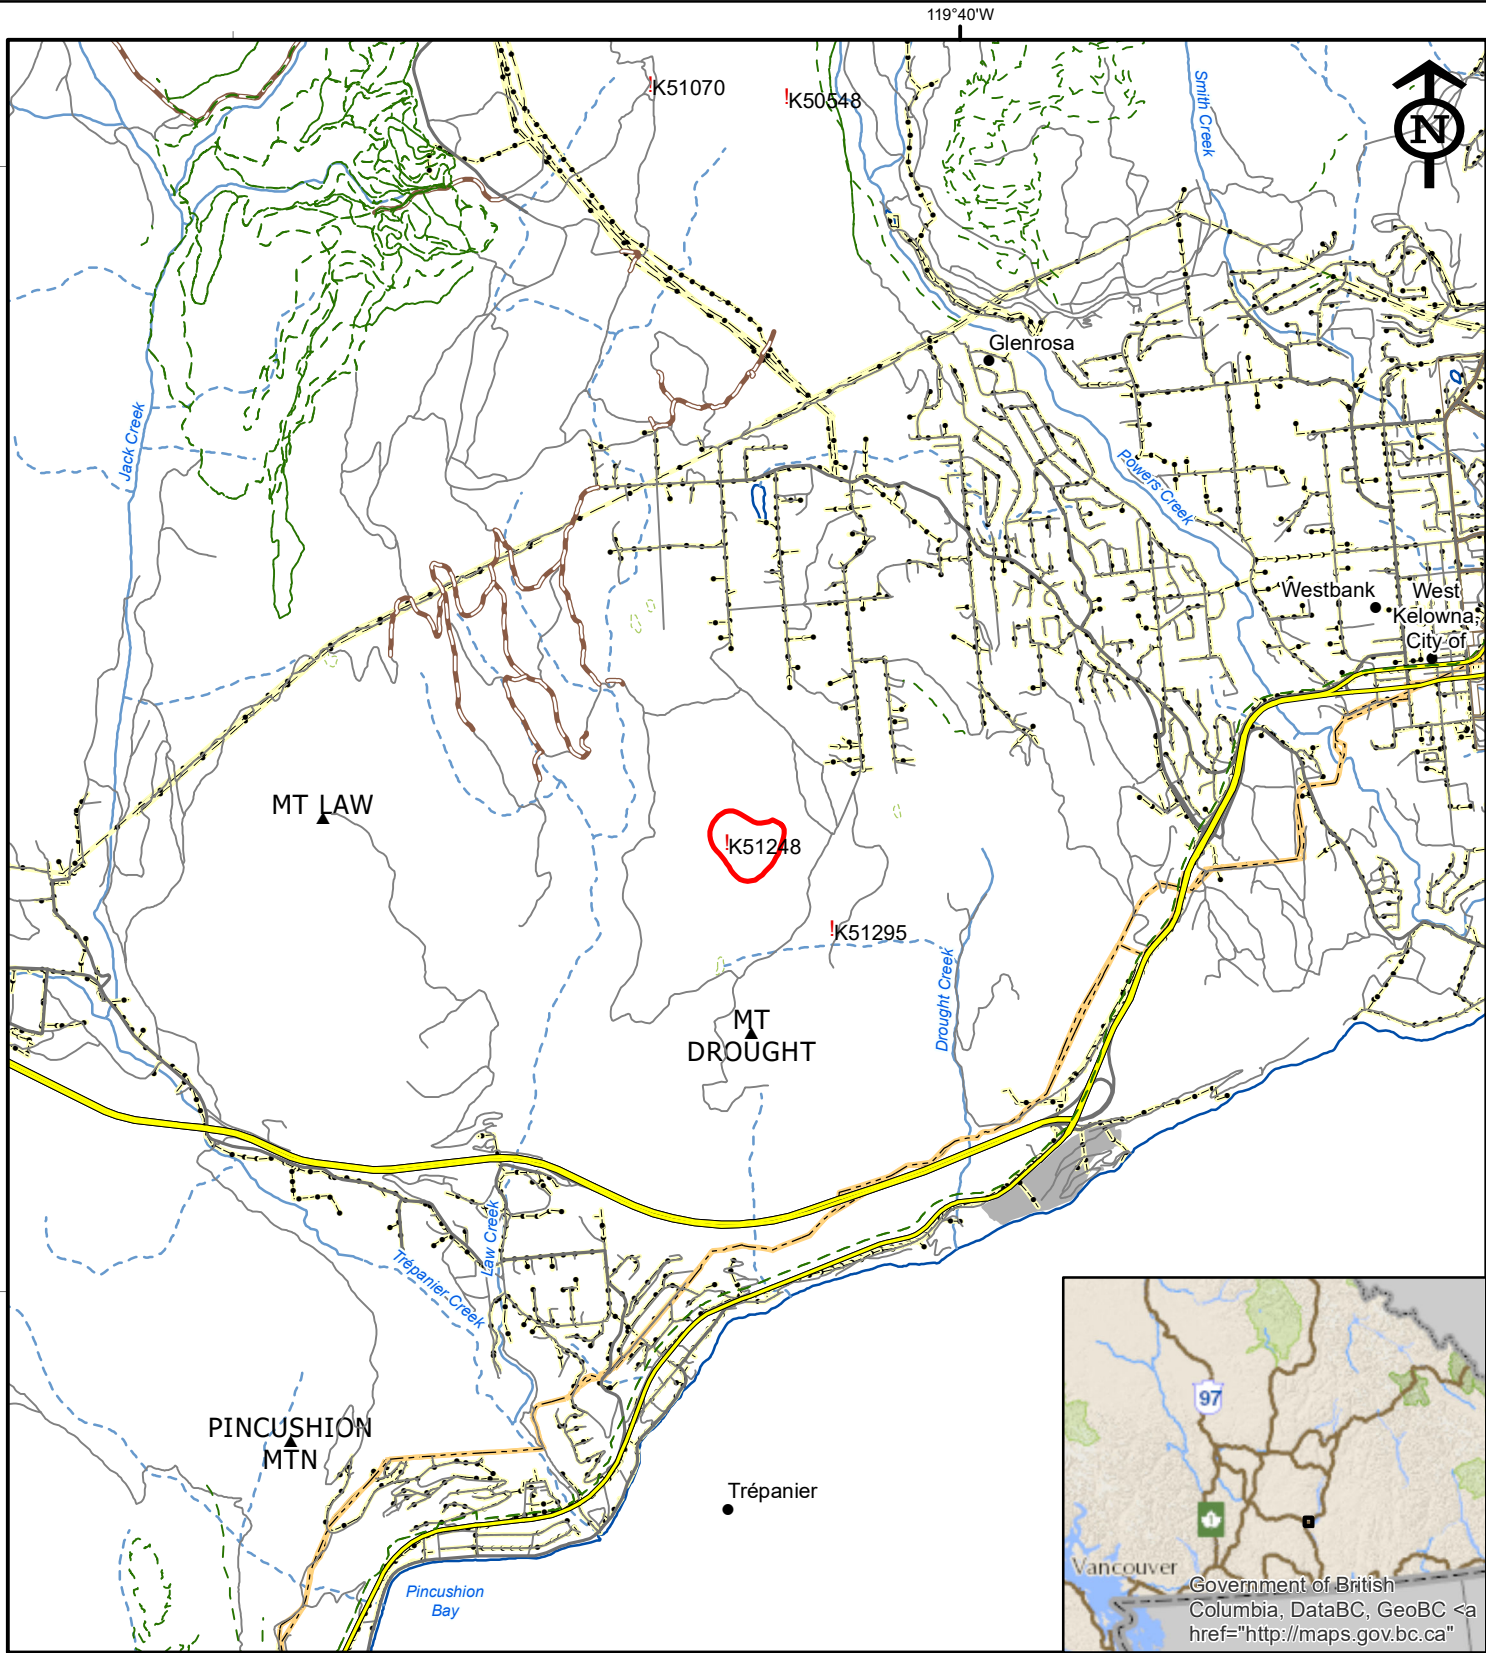 119°40'W
K51070
K50548
Smith Creek
N
Glenrosa
Jack Creek
Powers Creek
Westbank
West
Kelowna,
City of
MT LAW
K51248
K51295
Drought Creek
MT
DROUGHT
Law Creek
Trépanier Creek
PINCUSHION
MTN
Trépanier
Pincushion
Bay
97
1
Vancouver
Government of British
Columbia, DataBC, GeoBC <a
href="http://maps.gov.bc.ca"